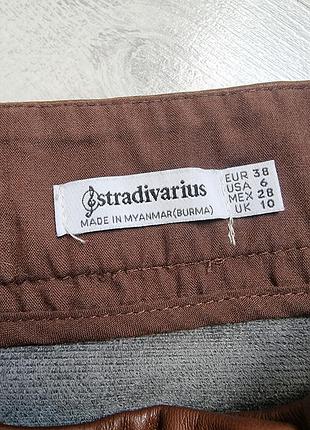 stradivarius
MADE IN MYANMAR(BURMA)
EUR 38
USA 6
MEX 28
UK 10